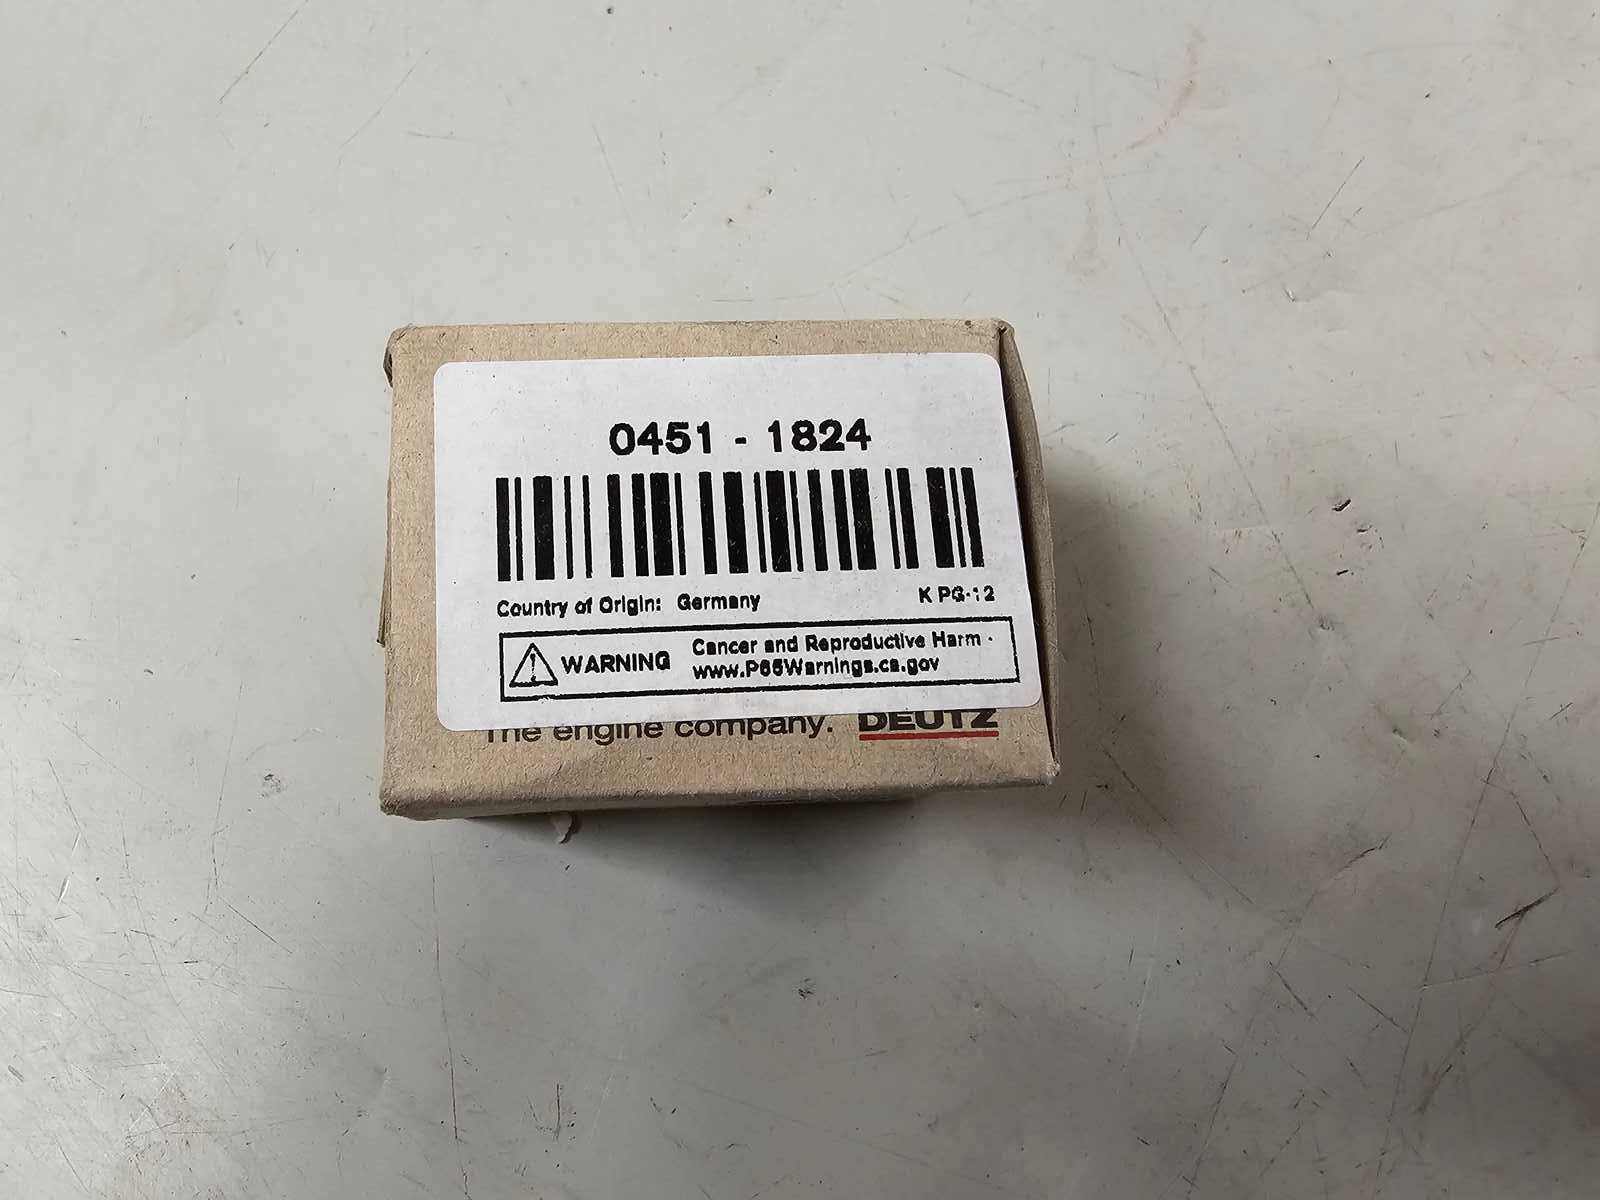 0451 - 1824
Country of Origin: Germany K PG-12
WARNING Cancer and Reproductive Harm -
www.P65Warnings.ca.gov
The engine company. DEUTZ